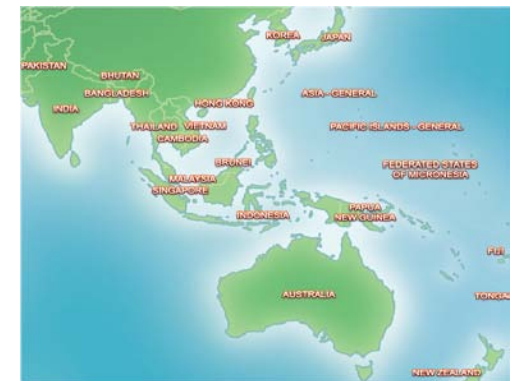 KOREA
JAPAN
PAKISTAN
BHUTAN
BANGLADESH
ASIA - GENERAL
INDIA
HONG KONG
THAILAND
VIETNAM
PACIFIC ISLANDS - GENERAL
CAMBODIA
BRUNEI
FEDERATED STATES
OF MICRONESIA
MALAYSIA
SINGAPORE
INDONESIA
PAPUA
NEW GUINEA
FIJI
AUSTRALIA
TONGA
NEW ZEALAND